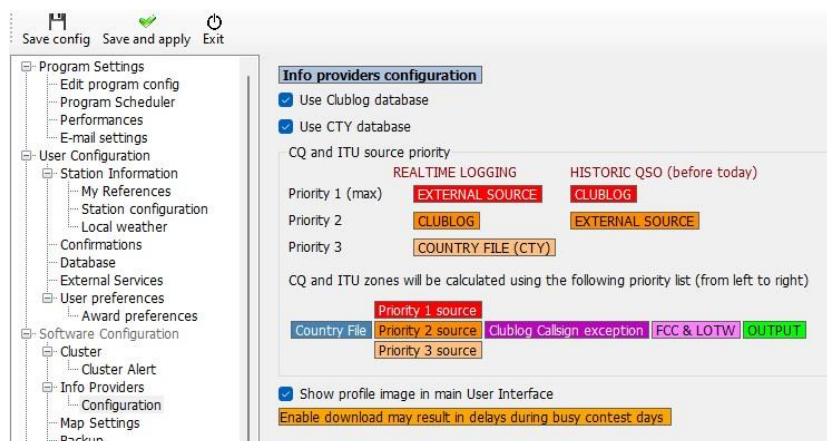 Save config Save and apply Exit
Program Settings
Edit program config
Program Scheduler
Performances
E-mail settings
User Configuration
Station Information
My References
Station configuration
Local weather
Confirmations
Database
External Services
User preferences
Award preferences
Software Configuration
Cluster
Cluster Alert
Info Providers
Configuration
Map Settings
Backup
Info providers configuration
Use Clublog database
Use CTY database
CQ and ITU source priority
REALTIME LOGGING HISTORIC QSO (before today)
Priority 1 (max) EXTERNAL SOURCE CLUBLOG
Priority 2 CLUBLOG EXTERNAL SOURCE
Priority 3 COUNTRY FILE (CTY)
CQ and ITU zones will be calculated using the following priority list (from left to right)
Priority 1 source
Country File Priority 2 source Clublog Callsign exception FCC & LOTW OUTPUT
Priority 3 source
Show profile image in main User Interface
Enable download may result in delays during busy contest days